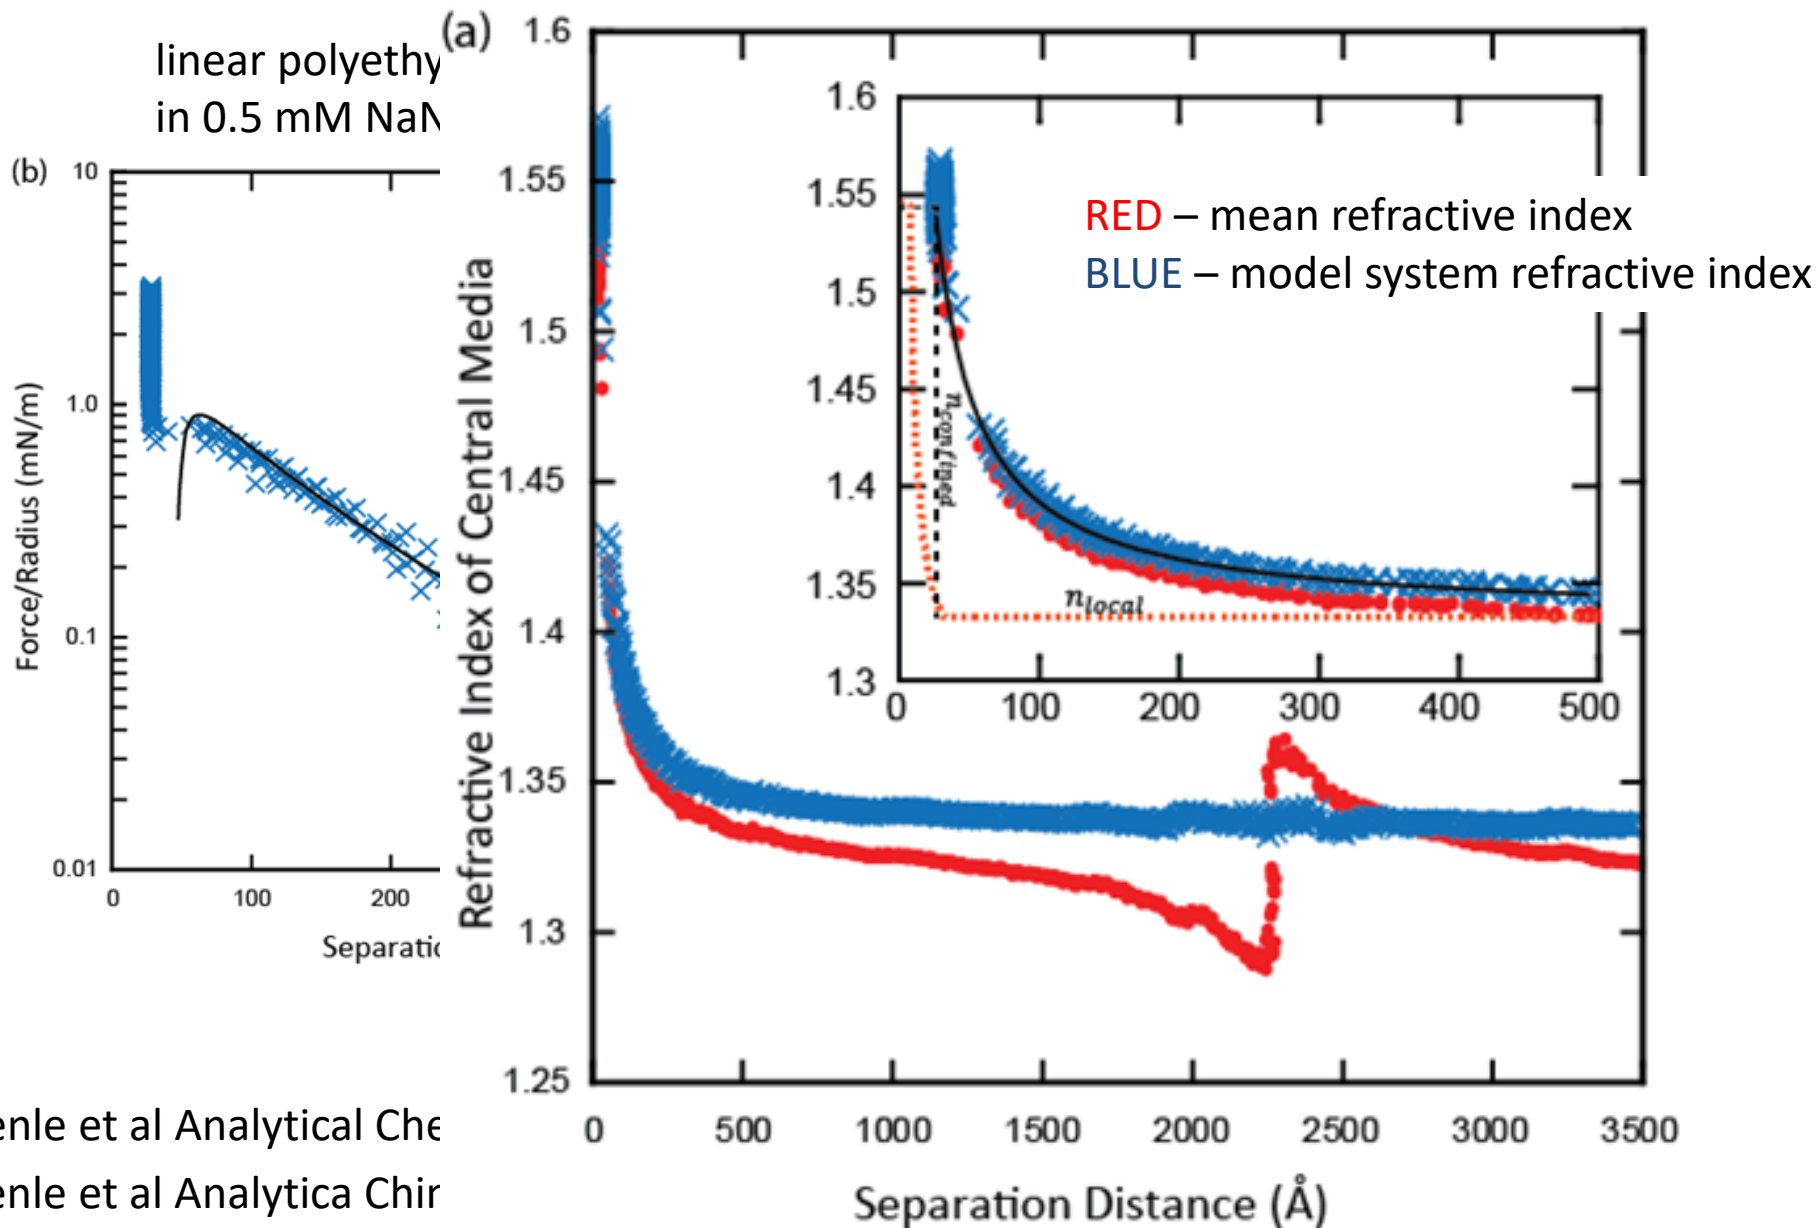 linear polyethy
in 0.5 mM NaN
(b)
10
1.0
0.1
0.01
Force/Radius (mN/m)
0
100
200
Separatio
(a)
1.6
1.55
1.5
1.45
1.4
1.35
1.3
1.25
Refractive Index of Central Media
0
500
1000
1500
2000
2500
3000
3500
Separation Distance (Å)
1.6
1.55
1.5
1.45
1.4
1.35
1.3
0
100
200
300
400
500
n_confined
n_local
RED – mean refractive index
BLUE – model system refractive index
enle et al Analytical Che
enle et al Analytica Chir